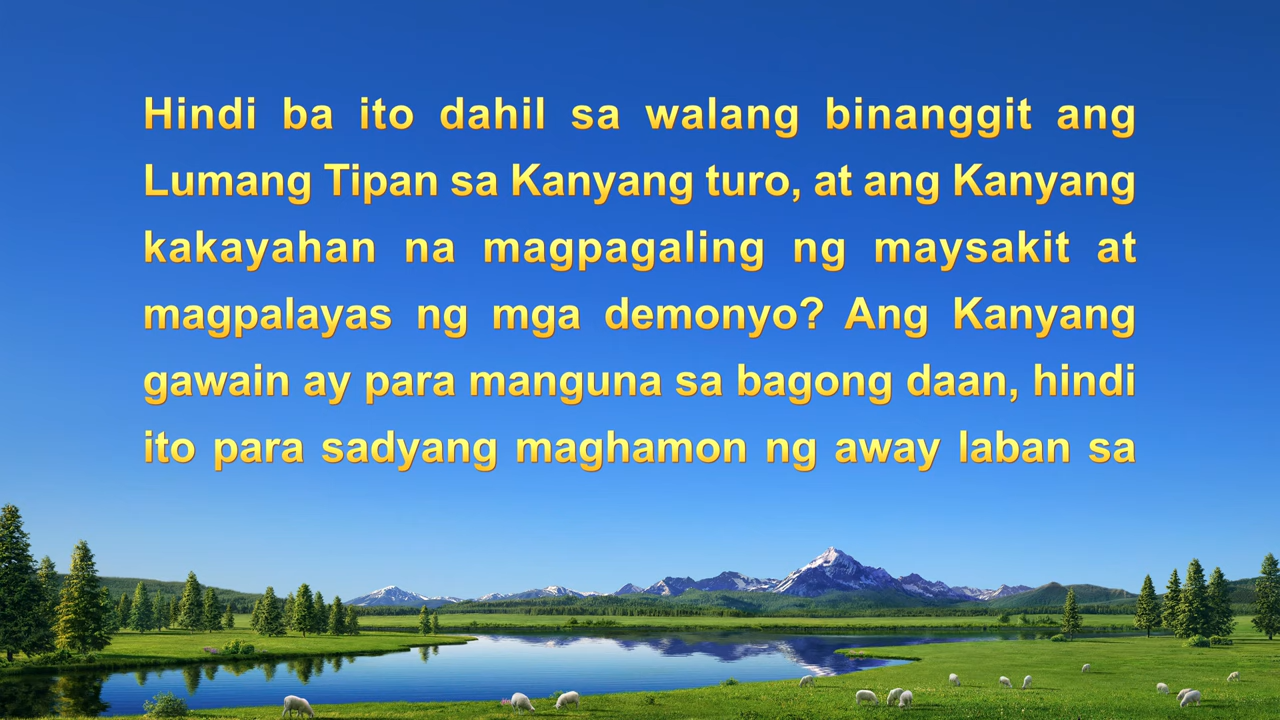 Hindi ba ito dahil sa walang binanggit ang
Lumang Tipan sa Kanyang turo, at ang Kanyang
kakayahan na magpagaling ng maysakit at
magpalayas ng mga demonyo? Ang Kanyang
gawain ay para manguna sa bagong daan, hindi
ito para sadyang maghamon ng away laban sa